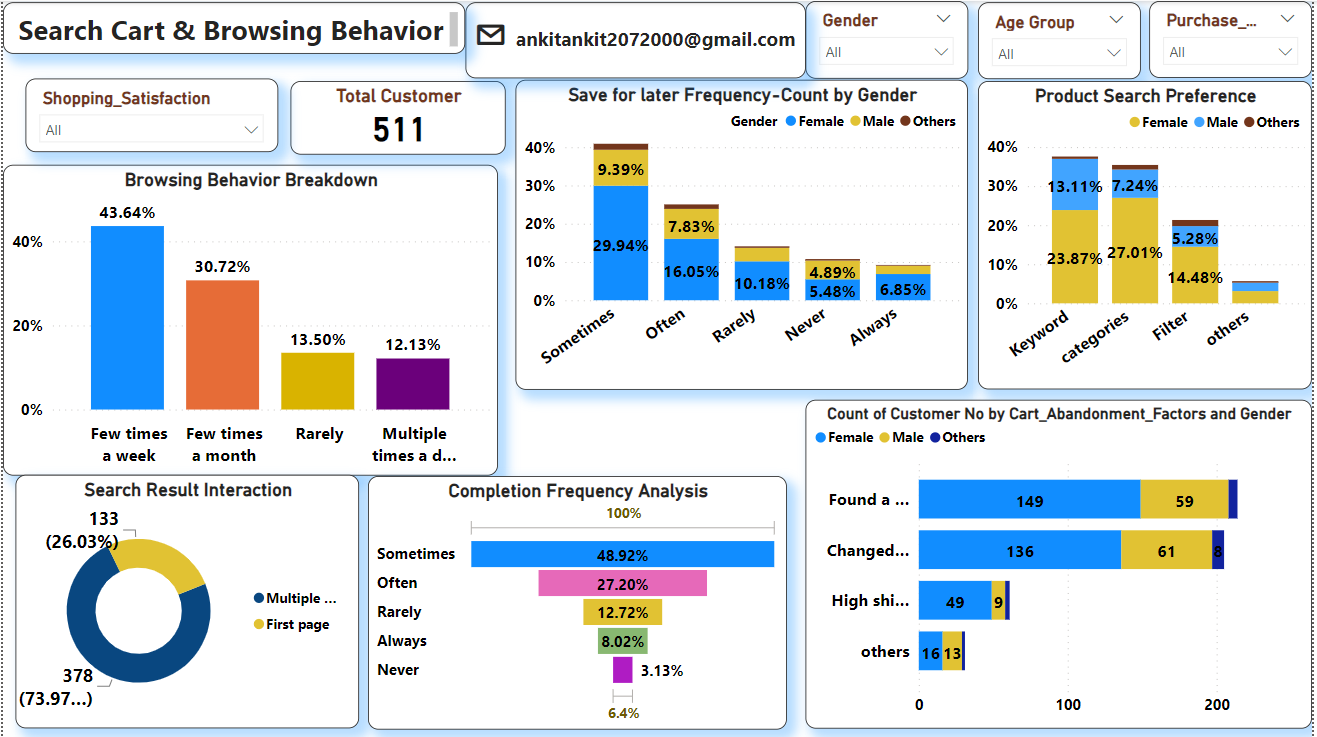 Search Cart & Browsing Behavior
ankitankit2072000@gmail.com
Gender
All
Age Group
All
Purchase_...
All
Shopping_Satisfaction
All
Total Customer
511
Save for later Frequency-Count by Gender
Gender Female Male Others
40%
30%
20%
10%
0%
9.39%
29.94%
7.83%
16.05%
10.18%
4.89%
5.48%
6.85%
Sometimes
Often
Rarely
Never
Always
Product Search Preference
Female Male Others
40%
30%
20%
10%
0%
13.11%
23.87%
7.24%
27.01%
5.28%
14.48%
Keyword
categories
Filter
others
Browsing Behavior Breakdown
40%
20%
0%
43.64%
30.72%
13.50%
12.13%
Few times
a week
Few times
a month
Rarely
Multiple
times a d...
Search Result Interaction
133
(26.03%)
378
(73.97...)
Multiple ...
First page
Completion Frequency Analysis
100%
Sometimes 48.92%
Often 27.20%
Rarely 12.72%
Always 8.02%
Never 3.13%
6.4%
Count of Customer No by Cart_Abandonment_Factors and Gender
Female Male Others
Found a ... 149 59
Changed... 136 61 8
High shi... 49 9
others 16 13
0 100 200